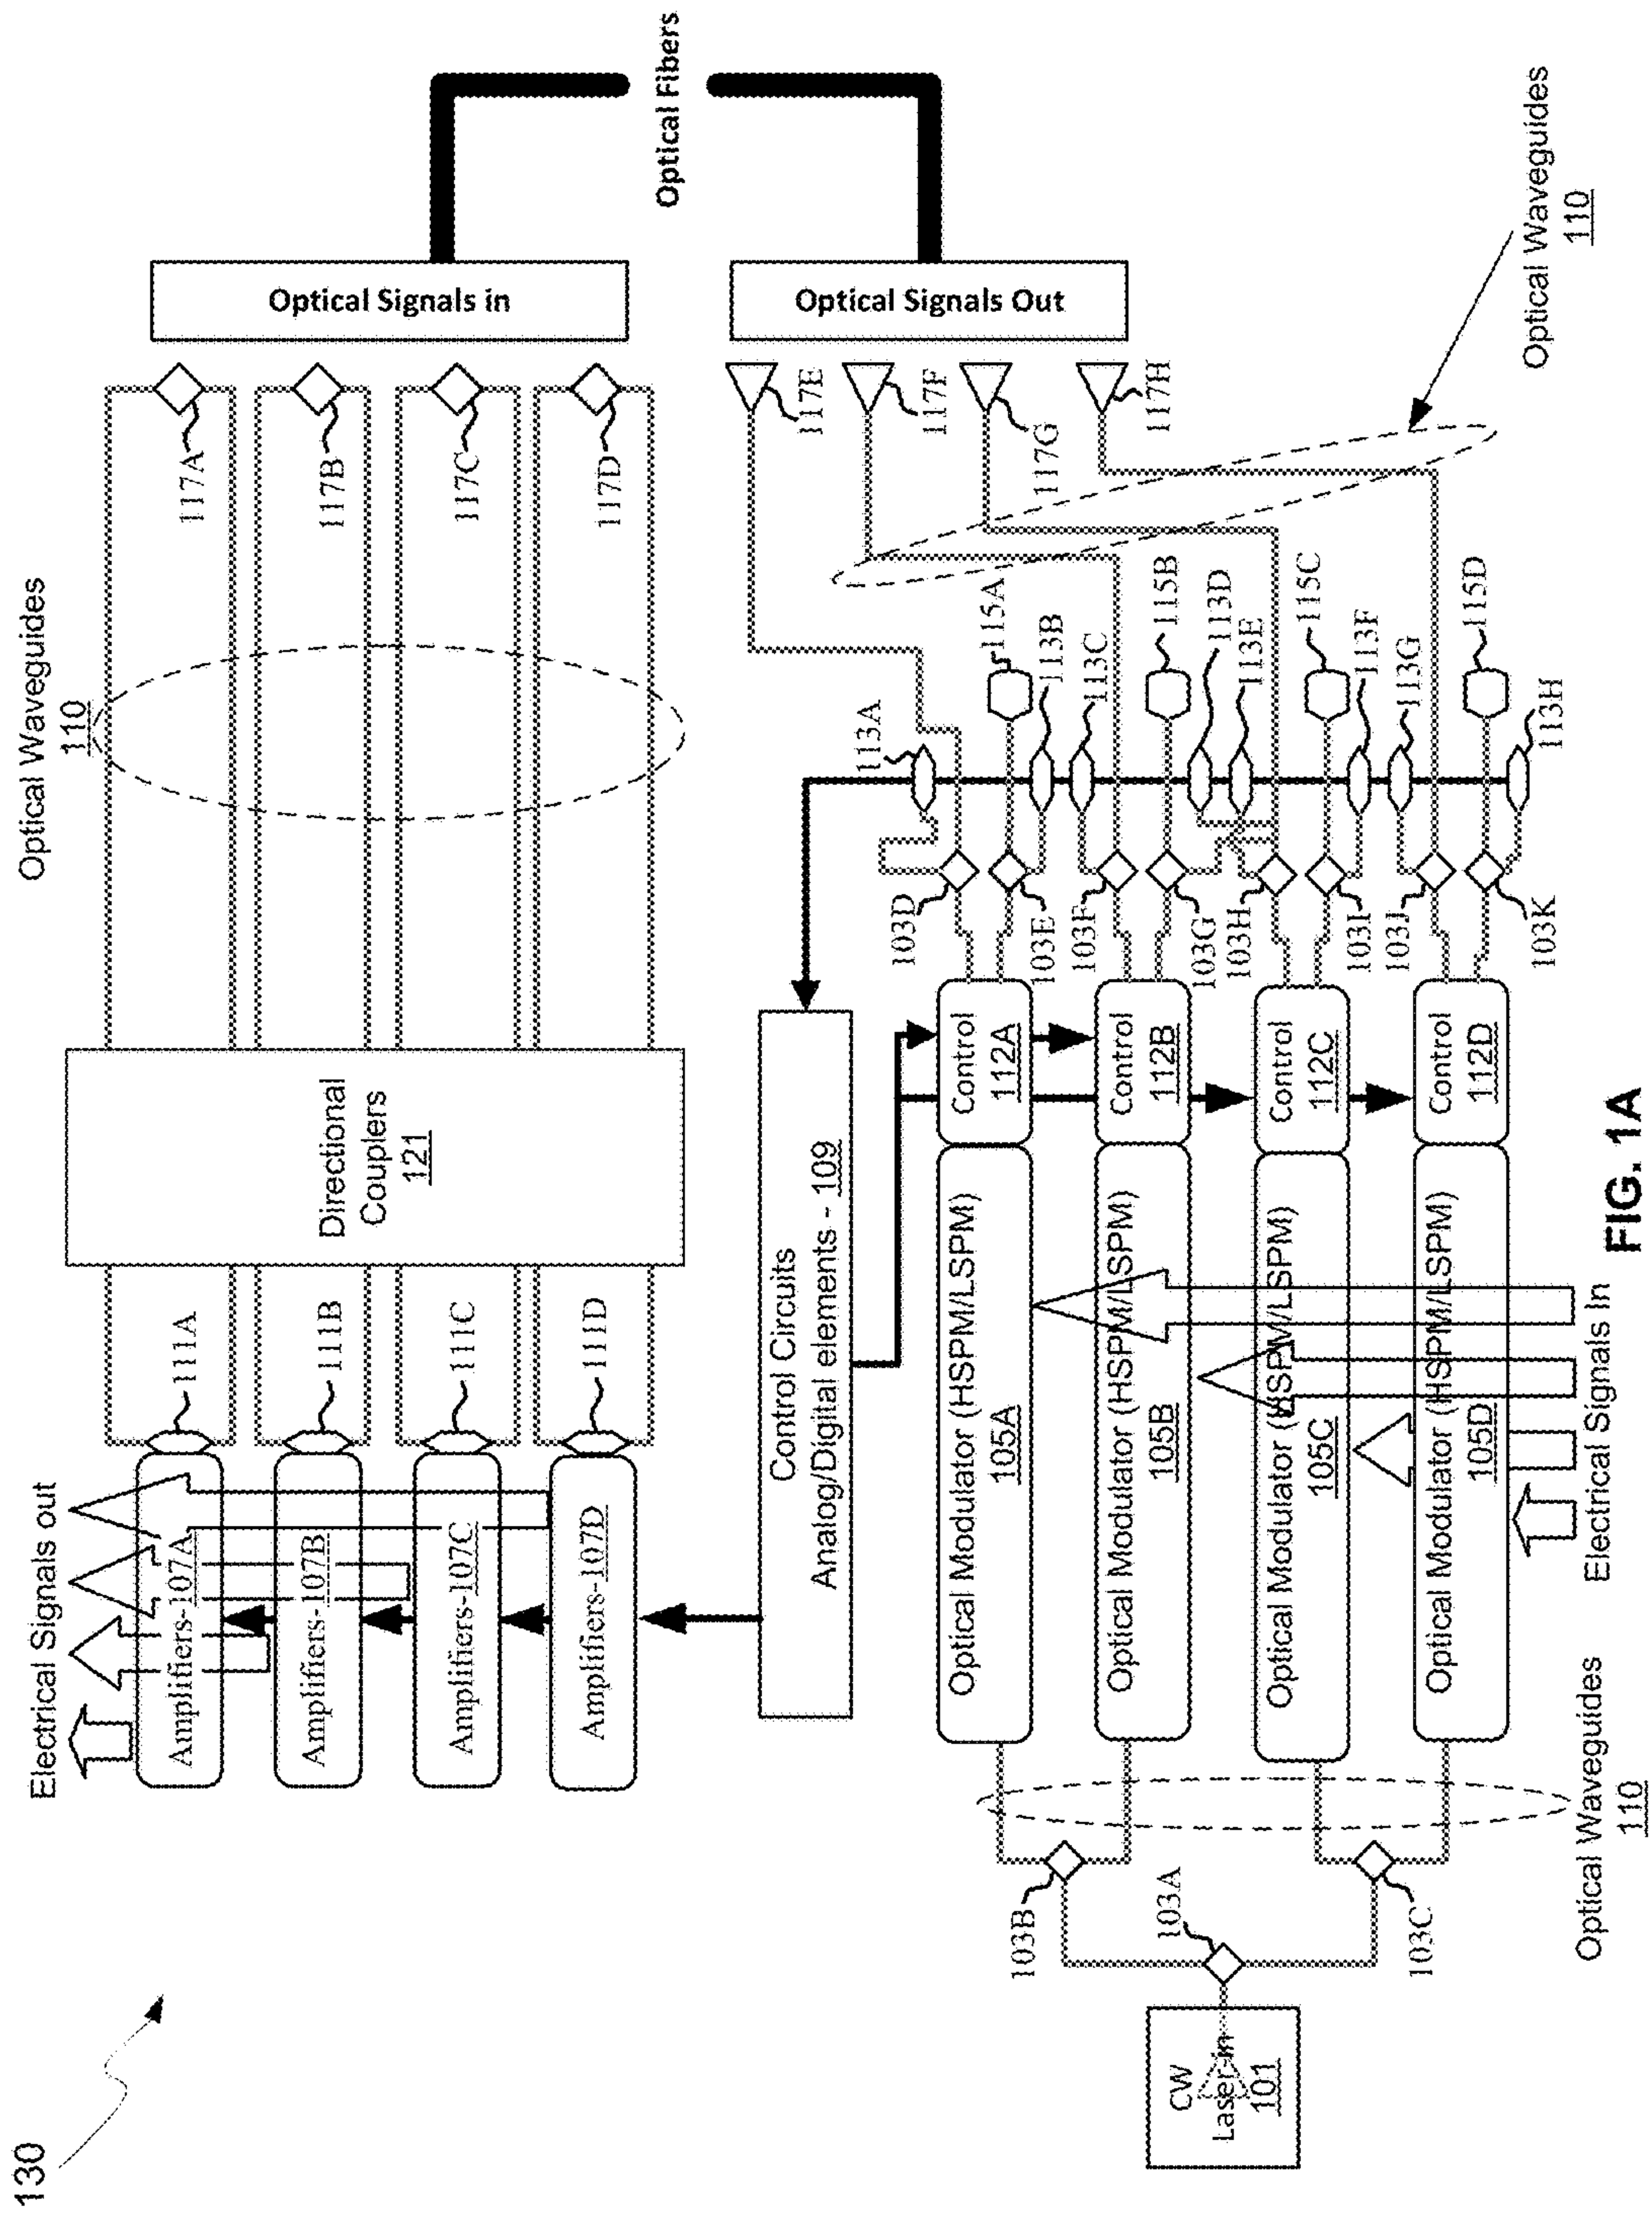 130
Electrical Signals out
Amplifiers-107A
Amplifiers-107B
Amplifiers-107C
Amplifiers-107D
111A
111B
111C
111D
Directional
Couplers
121
Optical Waveguides
110
117A
117B
117C
117D
Optical Signals in
Optical Fibers
Optical Signals Out
117E
117F
117G
117H
Optical Waveguides
110
Control Circuits
Analog/Digital elements - 109
CW
Laser-in
101
103A
103B
103C
Optical Waveguides
110
Optical Modulator (HSPM/LSPM)
105A
Optical Modulator (HSPM/LSPM)
105B
Optical Modulator (HSPM/LSPM)
105C
Optical Modulator (HSPM/LSPM)
105D
Electrical Signals In
Control
112A
Control
112B
Control
112C
Control
112D
103D
103E
103F
103G
103H
103I
103J
103K
113A
115A
113B
113C
115B
113D
113E
115C
113F
113G
115D
113H
FIG. 1A